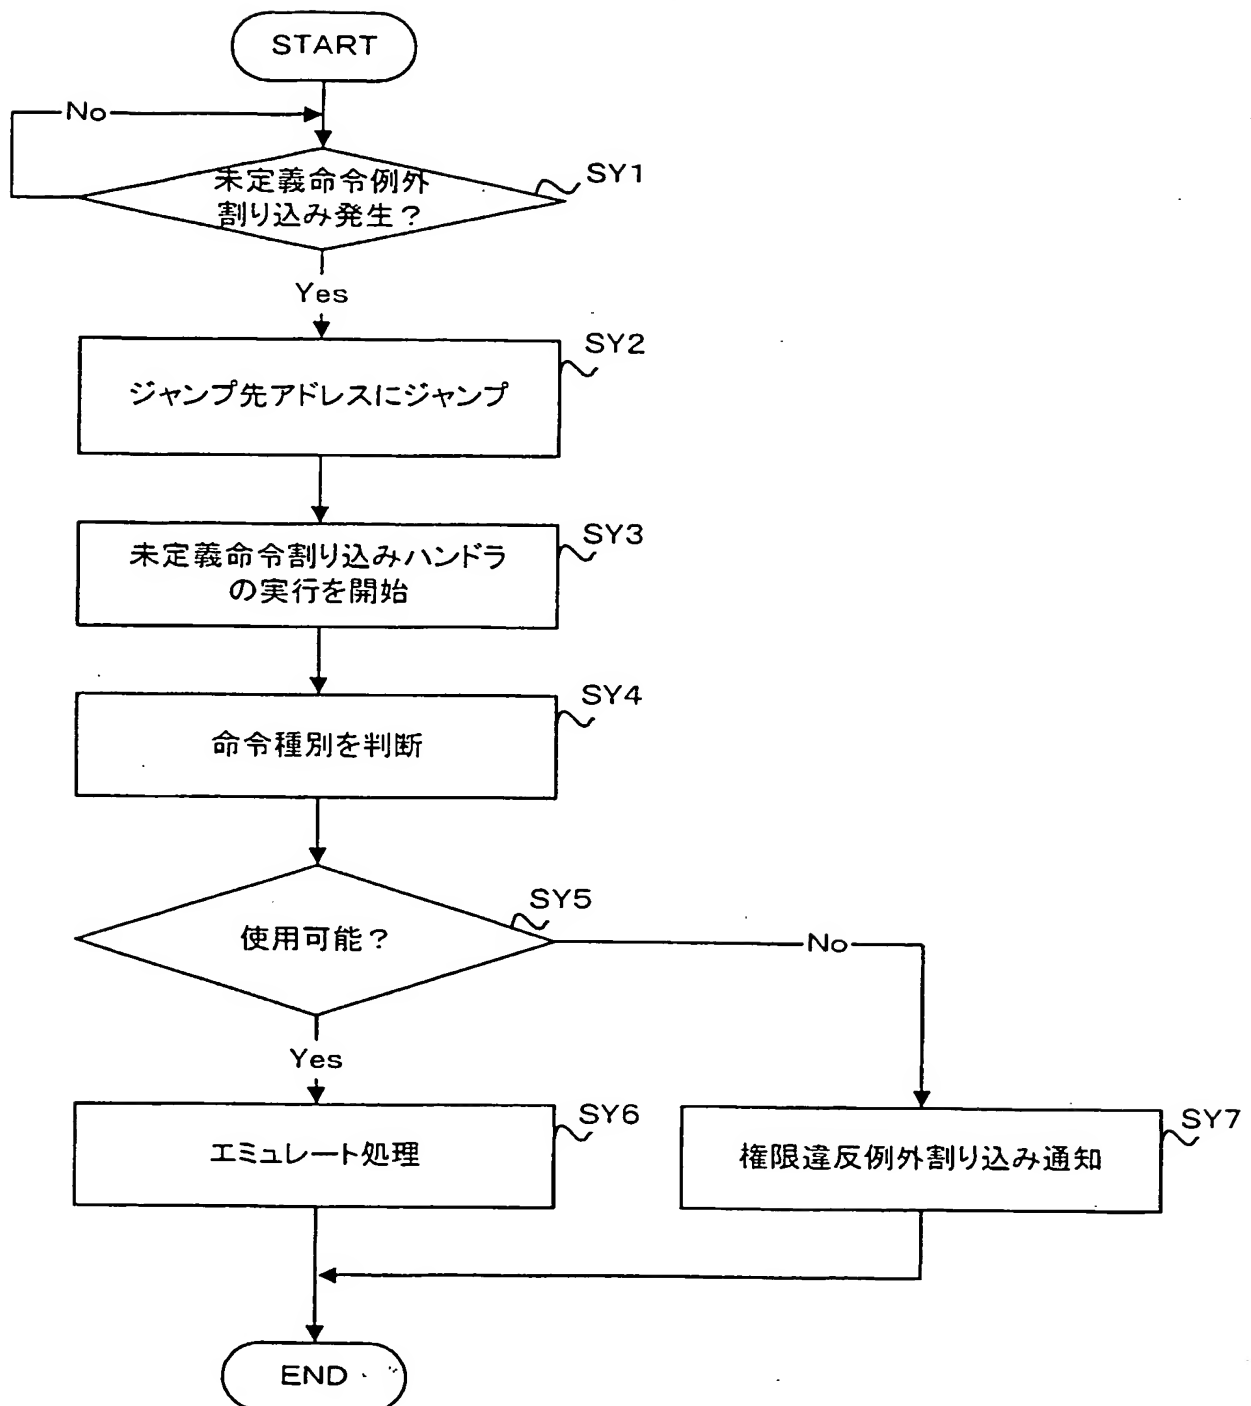 START
No
未定義命令例外
割り込み発生？
SY1
Yes
SY2
ジャンプ先アドレスにジャンプ
SY3
未定義命令割り込みハンドラ
の実行を開始
SY4
命令種別を判断
SY5
使用可能？
No
Yes
SY6
エミュレート処理
SY7
権限違反例外割り込み通知
END